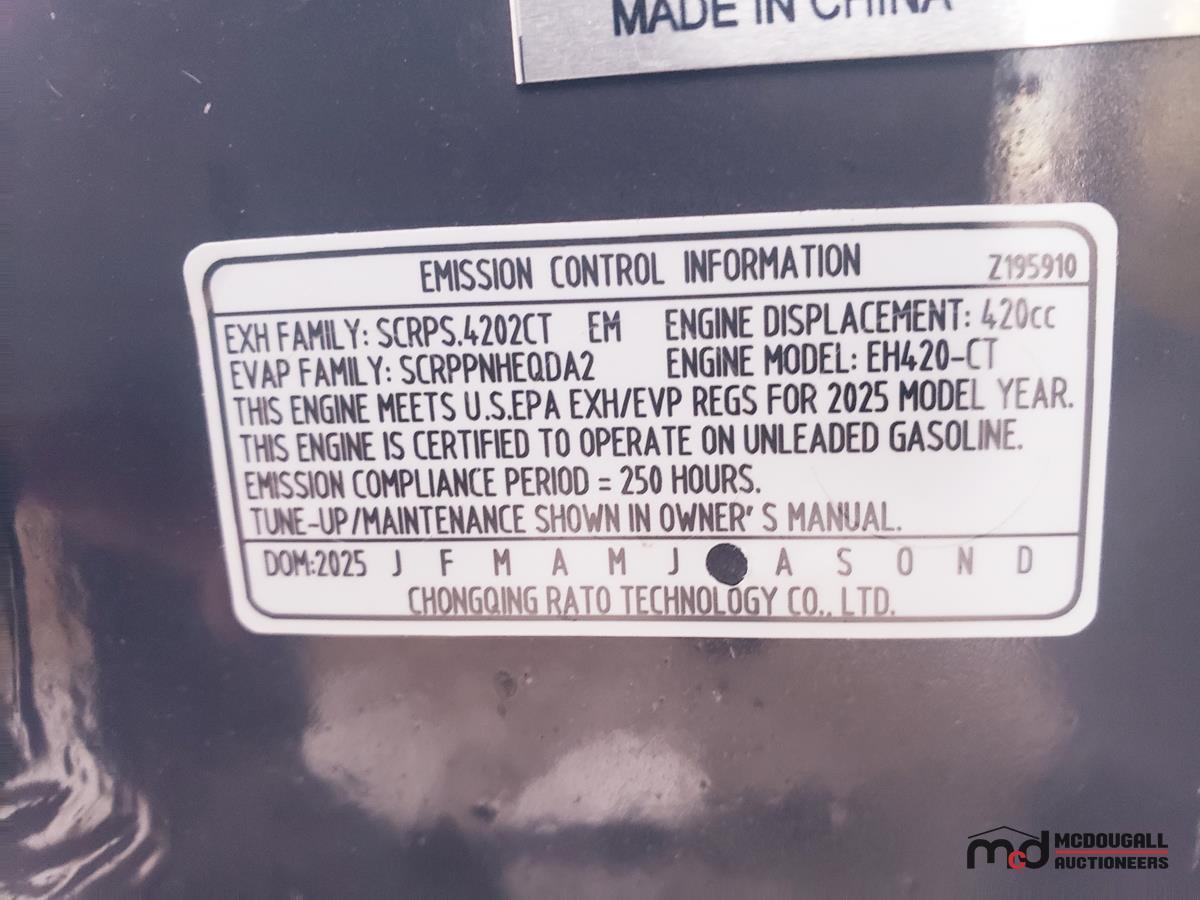 MADE IN CHINA
EMISSION CONTROL INFORMATION Z195910
EXH FAMILY: SCRPS.4202CT EM ENGINE DISPLACEMENT: 420cc
EVAP FAMILY: SCRPPNHEQDA2 ENGINE MODEL: EH420-CT
THIS ENGINE MEETS U.S.EPA EXH/EVP REGS FOR 2025 MODEL YEAR.
THIS ENGINE IS CERTIFIED TO OPERATE ON UNLEADED GASOLINE.
EMISSION COMPLIANCE PERIOD = 250 HOURS.
TUNE-UP/MAINTENANCE SHOWN IN OWNER' S MANUAL.
DOM:2025 J F M A M J A S O N D
CHONGQING RATO TECHNOLOGY CO., LTD.
mcd MCDOUGALL
AUCTIONEERS